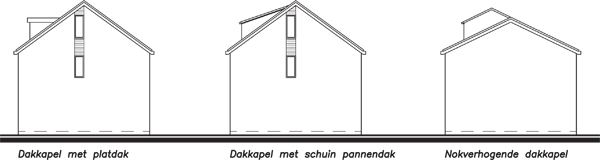 Dakkapel met platdak
Dakkapel met schuin pannendak
Nokverhogende dakkapel